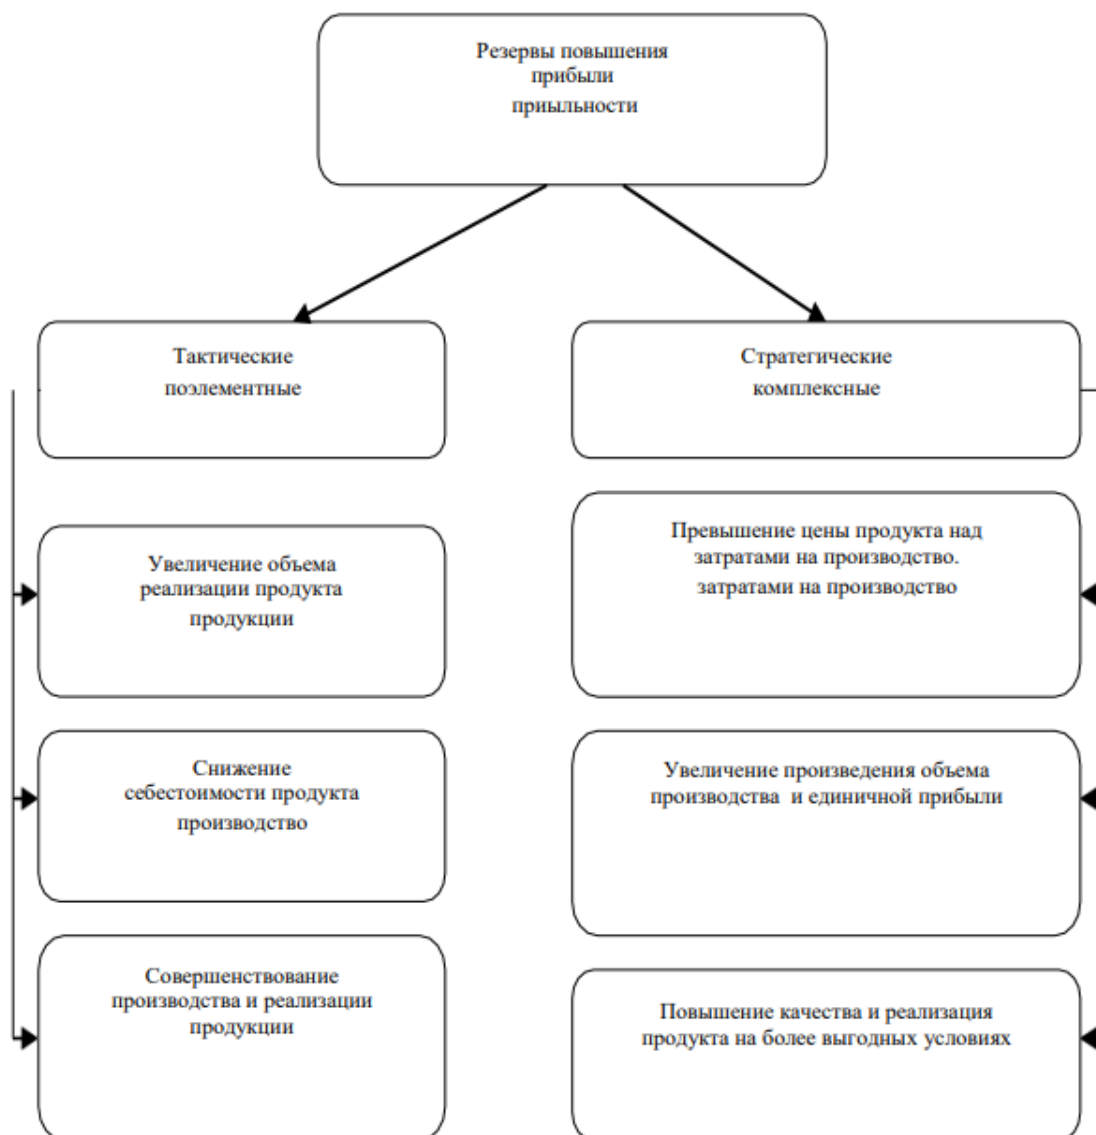 Резервы повышения
прибыли
приыльности
Тактические
поэлементные
Стратегические
комплексные
Увеличение объема
реализации продукта
продукции
Превышение цены продукта над
затратами на производство.
затратами на производство
Снижение
себестоимости продукта
производство
Увеличение произведения объема
производства и единичной прибыли
Совершенствование
производства и реализации
продукции
Повышение качества и реализация
продукта на более выгодных условиях